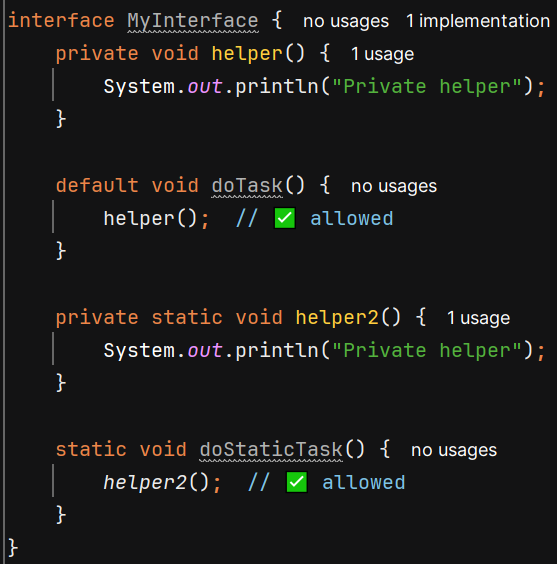 interface MyInterface {  no usages  1 implementation
    private void helper() {  1 usage
        System.out.println("Private helper");
    }

    default void doTask() {  no usages
        helper();  // ✅ allowed
    }

    private static void helper2() {  1 usage
        System.out.println("Private helper");
    }

    static void doStaticTask() {  no usages
        helper2();  // ✅ allowed
    }
}